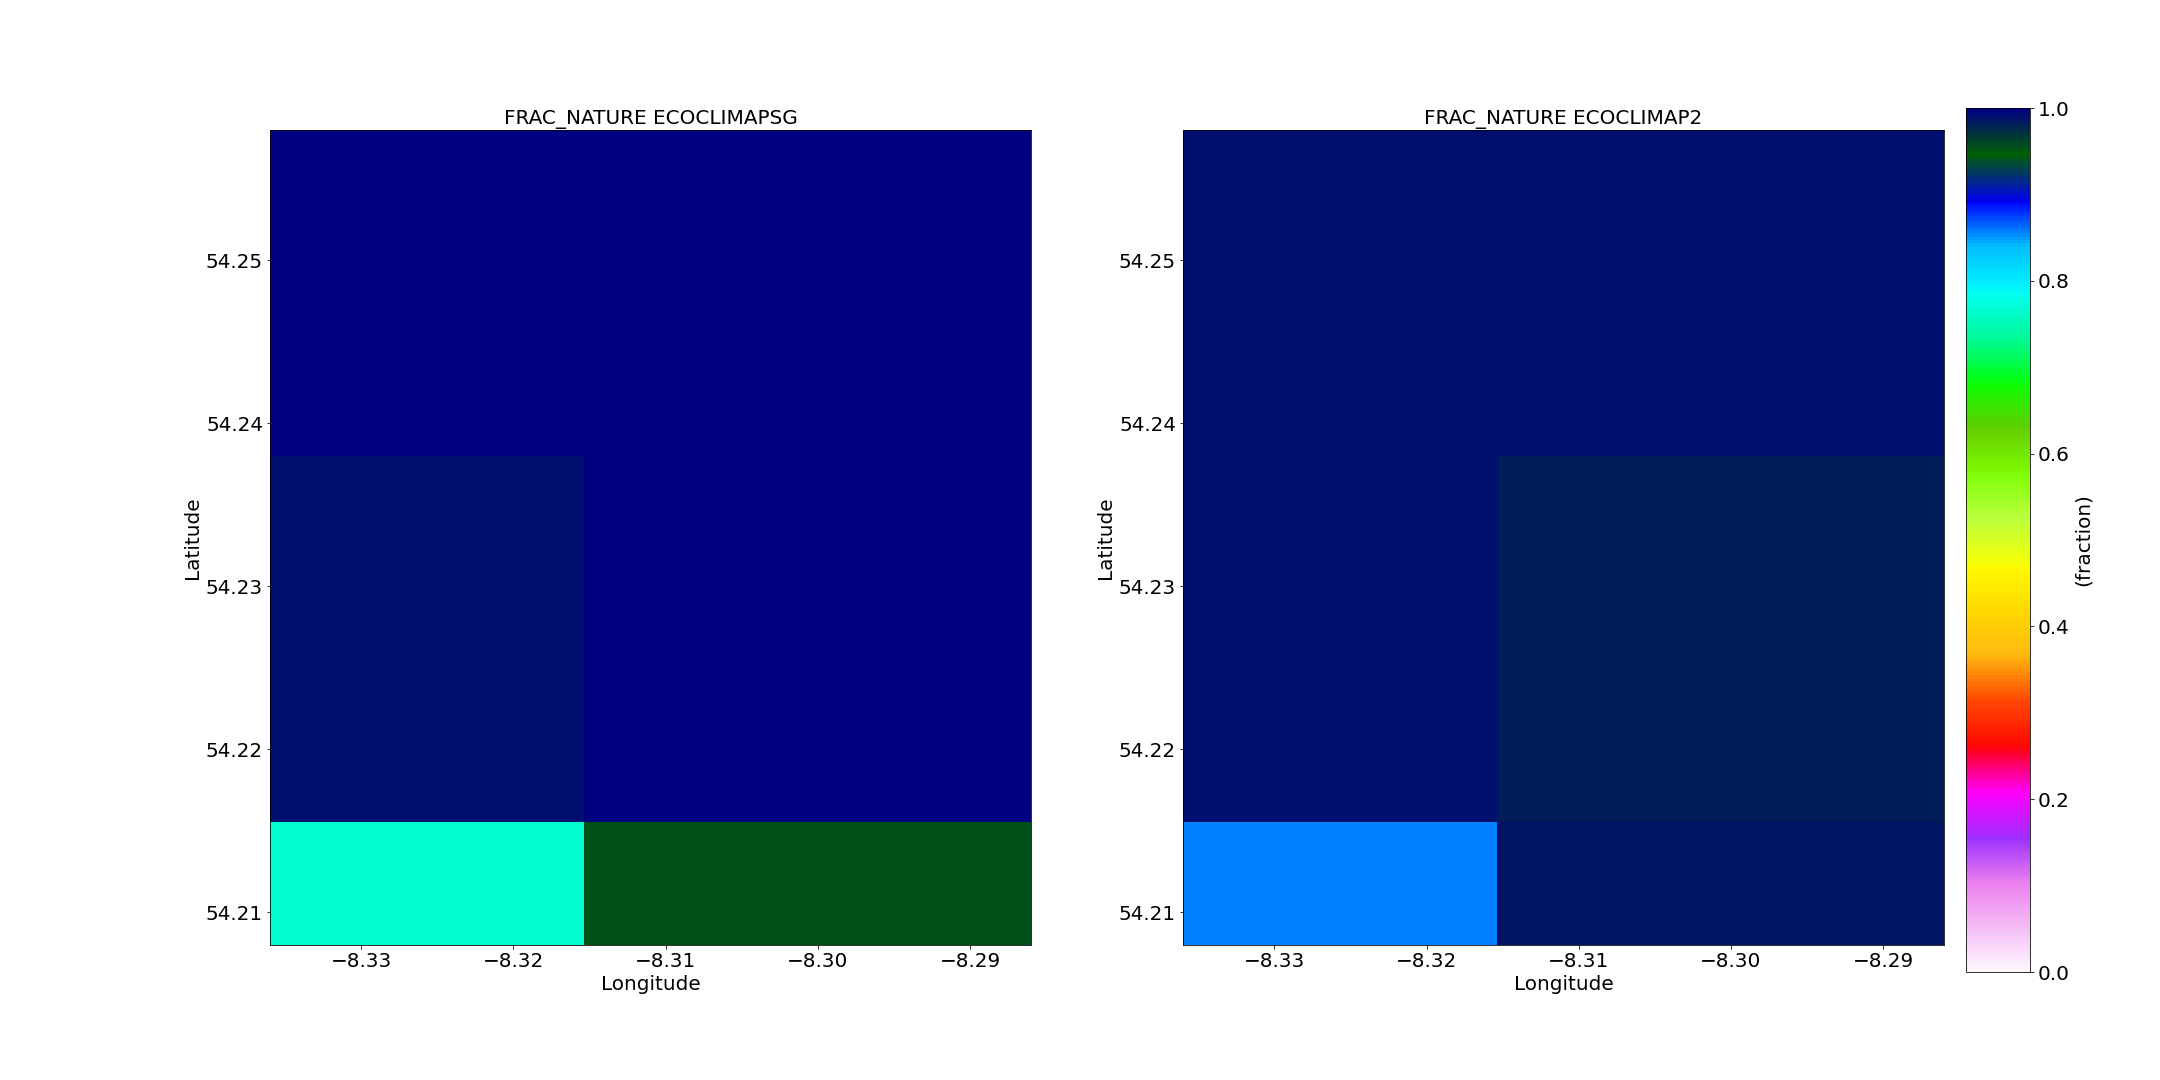 FRAC_NATURE ECOCLIMAPSG
54.25
54.24
54.23
54.22
54.21
Latitude
−8.33 −8.32 −8.31 −8.30 −8.29
Longitude
FRAC_NATURE ECOCLIMAP2
54.25
54.24
54.23
54.22
54.21
Latitude
−8.33 −8.32 −8.31 −8.30 −8.29
Longitude
1.0
0.8
0.6
0.4
0.2
0.0
(fraction)